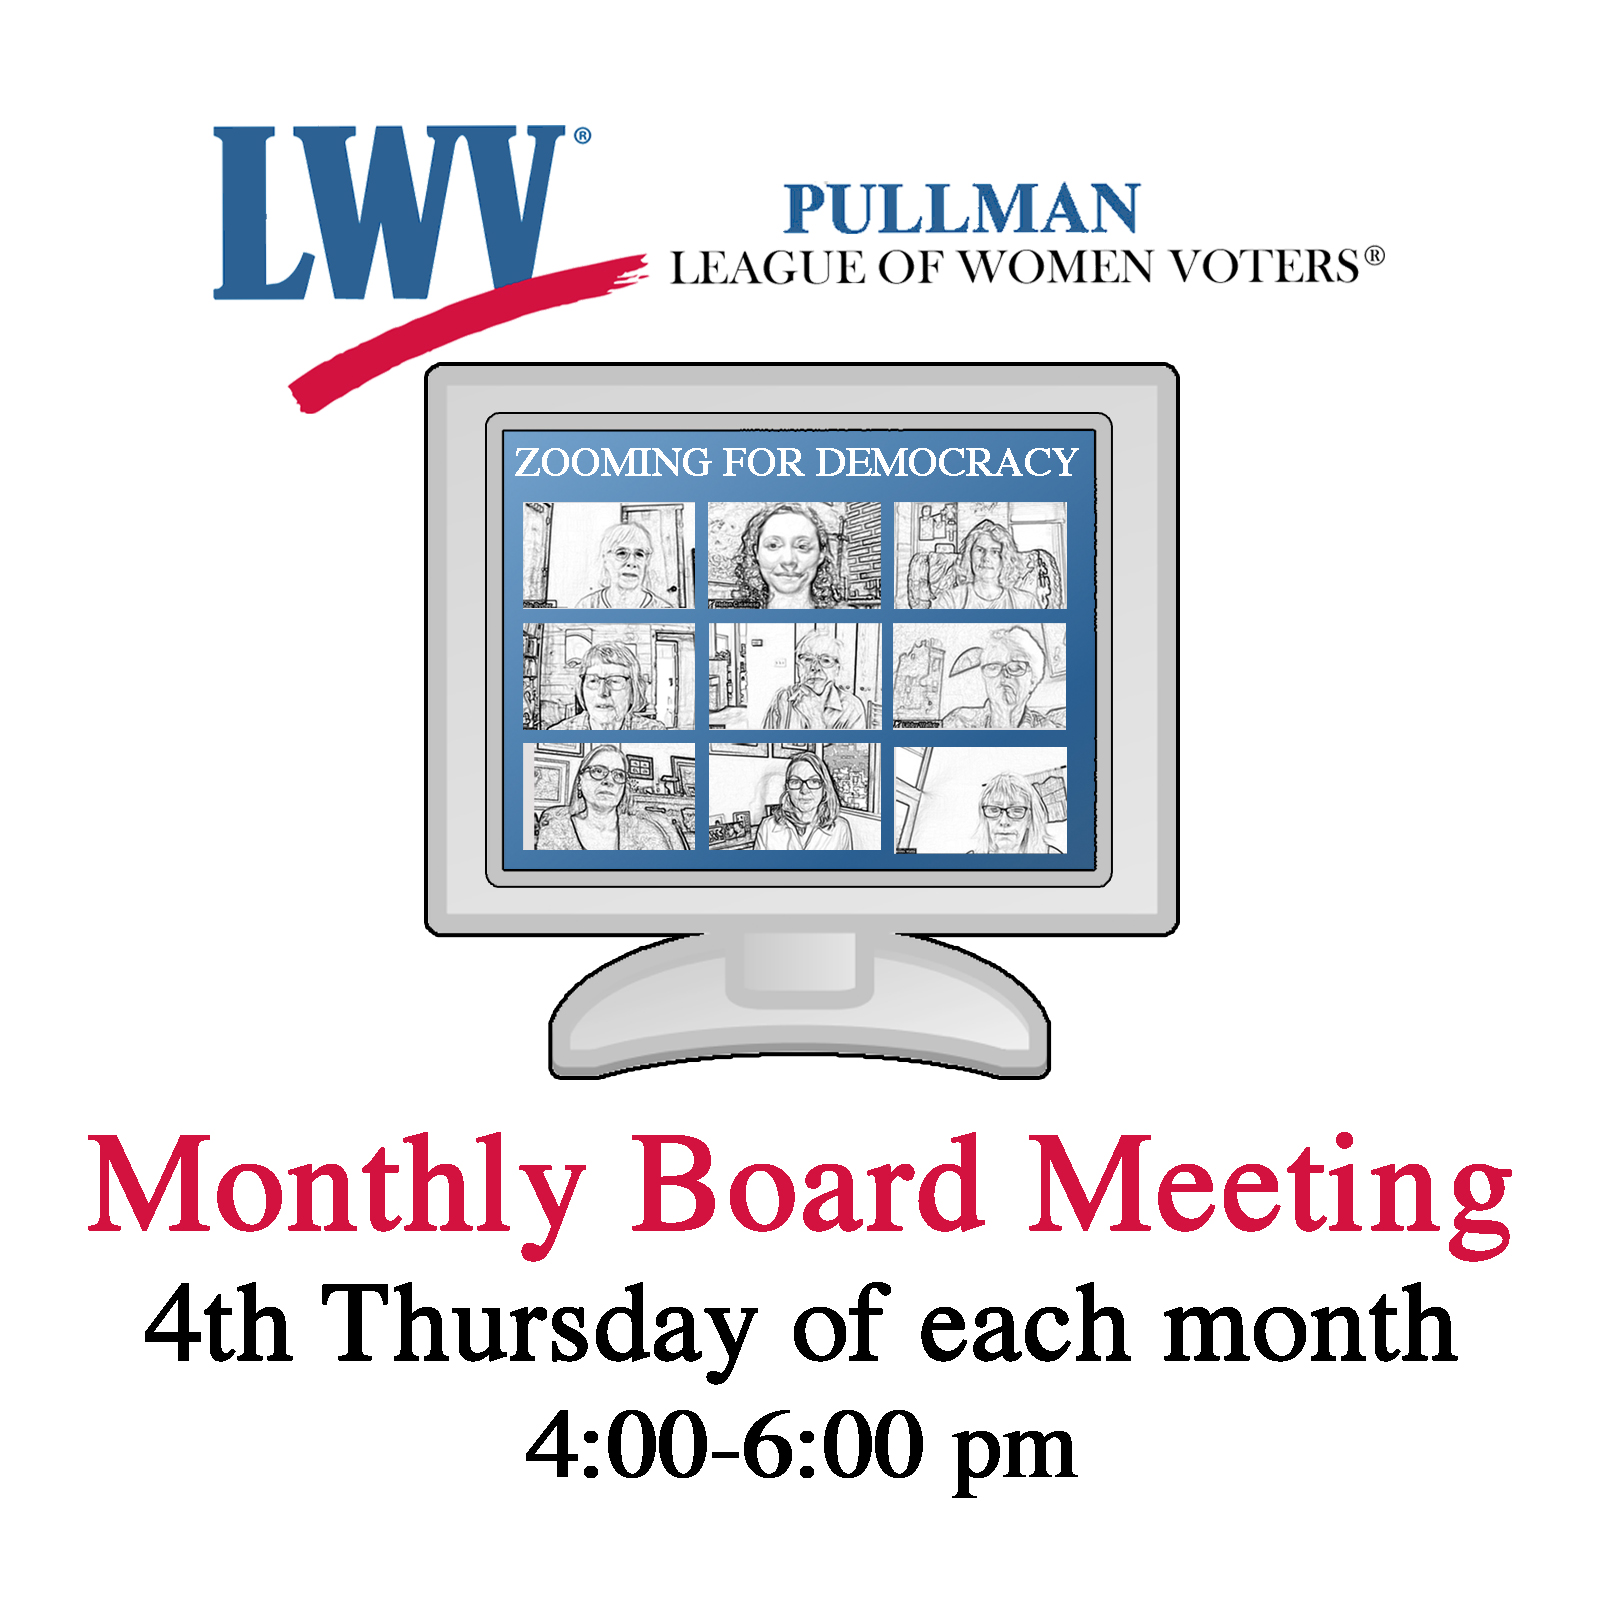 LWV®
PULLMAN
LEAGUE OF WOMEN VOTERS®
ZOOMING FOR DEMOCRACY
Monthly Board Meeting
4th Thursday of each month
4:00-6:00 pm